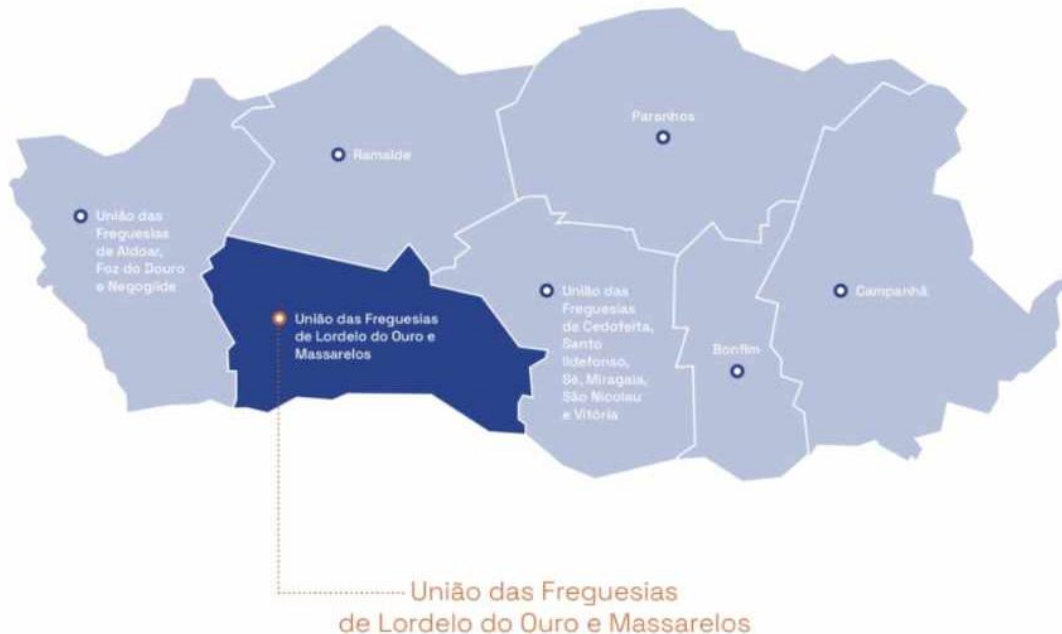 Paranhos
Ramalde
União das
Freguesias
de Aldoar,
Foz do Douro
e Negogilde
União das Freguesias
de Lordelo do Ouro e
Massarelos
União das
Freguesias
de Cedofeita,
Santo
Ildefonso,
Sé, Miragaia,
São Nicolau
e Vitória
Bonfim
Campanhã
União das Freguesias
de Lordelo do Ouro e Massarelos